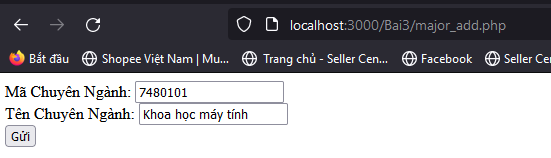 localhost:3000/Bai3/major_add.php
Bắt đầu Shopee Việt Nam | Mu... Trang chủ - Seller Cen... Facebook Seller Cen
Mã Chuyên Ngành: 7480101
Tên Chuyên Ngành: Khoa học máy tính
Gửi